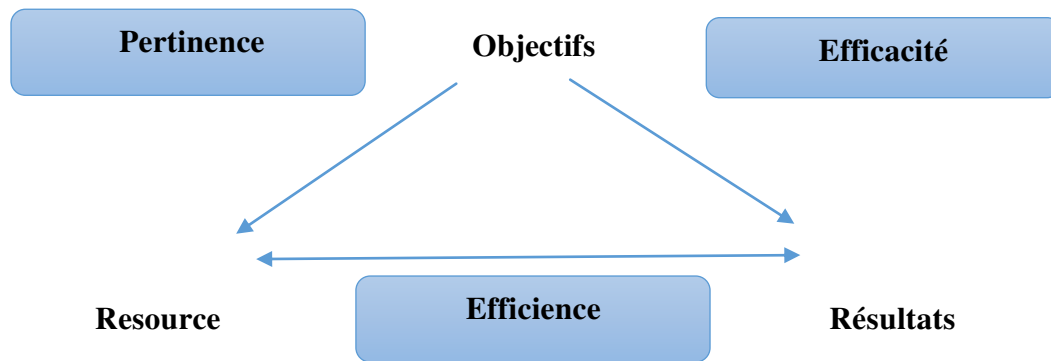 Pertinence
Objectifs
Efficacité
Resource
Efficience
Résultats